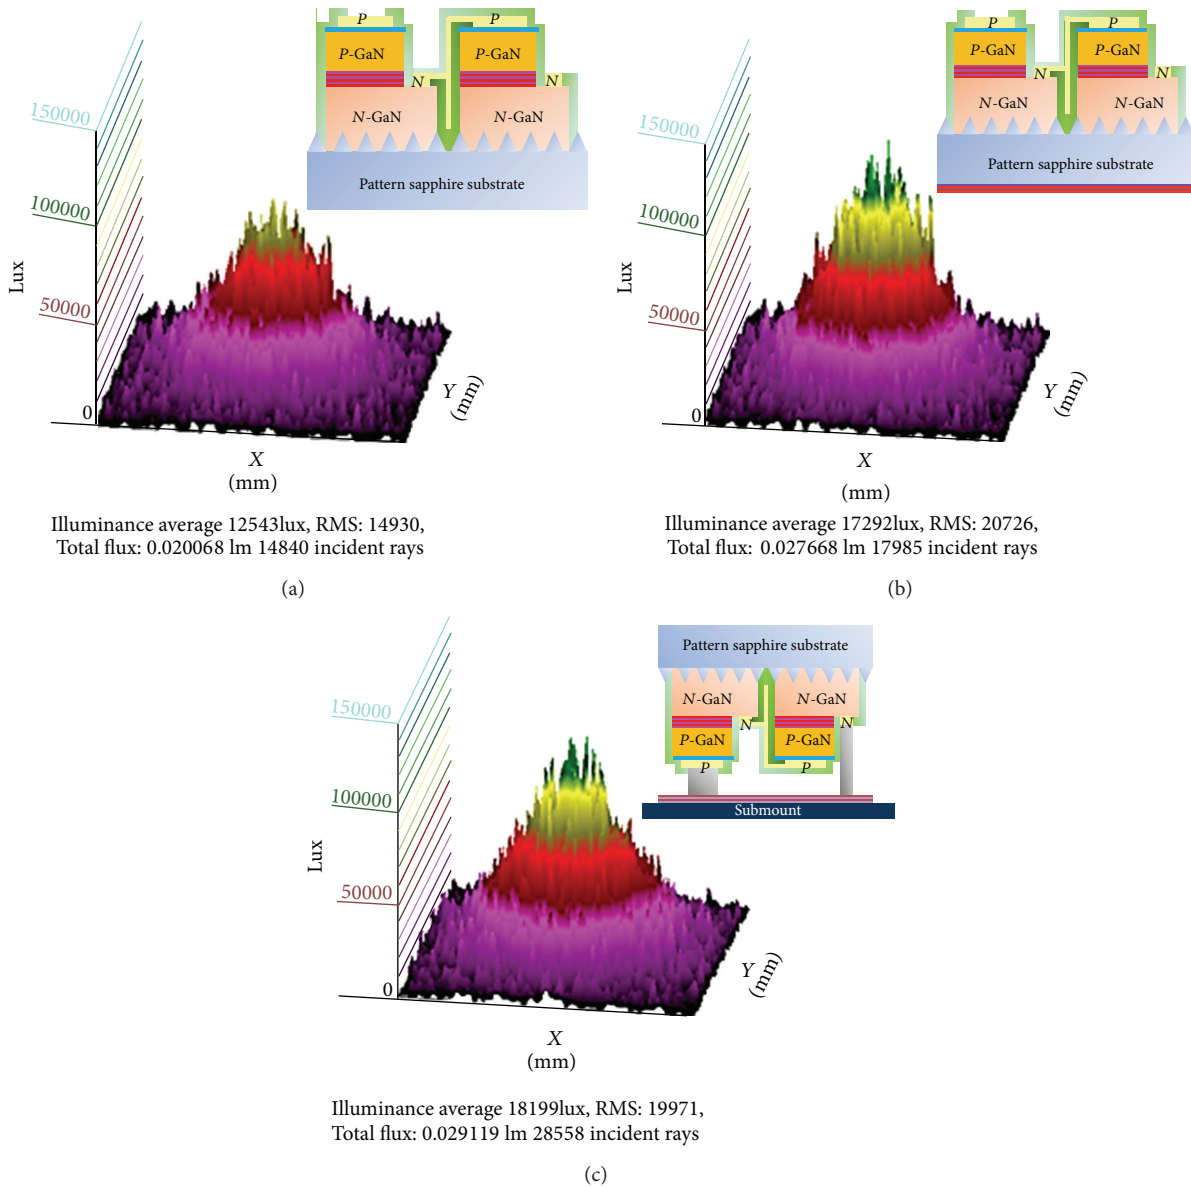 P
P
P-GaN
P-GaN
N
N
N-GaN
N-GaN
Pattern sapphire substrate
150000
100000
50000
0
Lux
Y
(mm)
X
(mm)
Illuminance average 12543lux, RMS: 14930,
Total flux: 0.020068 lm 14840 incident rays
(a)
P
P
P-GaN
P-GaN
N
N
N-GaN
N-GaN
Pattern sapphire substrate
150000
100000
50000
0
Lux
Y
(mm)
X
(mm)
Illuminance average 17292lux, RMS: 20726,
Total flux: 0.027668 lm 17985 incident rays
(b)
Pattern sapphire substrate
N-GaN
N-GaN
N
N
P-GaN
P-GaN
P
P
Submount
150000
100000
50000
0
Lux
Y
(mm)
X
(mm)
Illuminance average 18199lux, RMS: 19971,
Total flux: 0.029119 lm 28558 incident rays
(c)